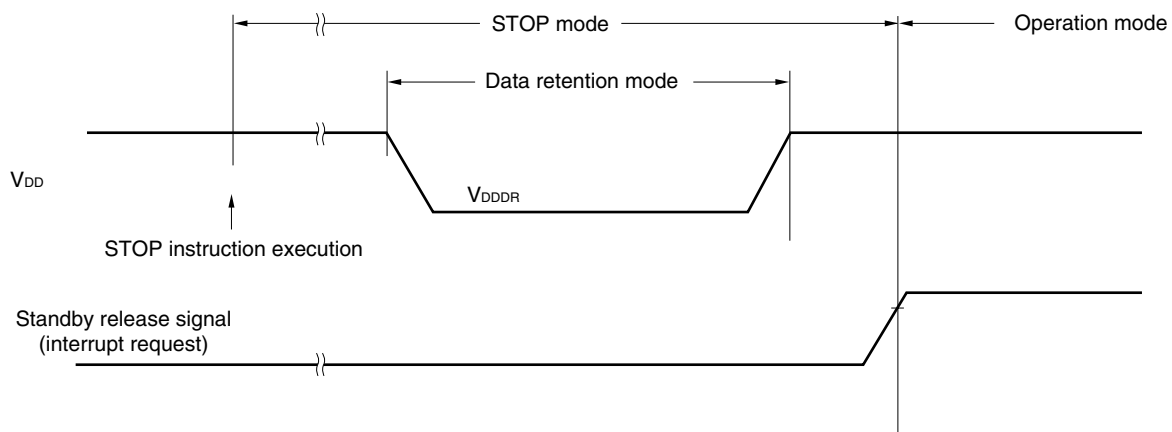 STOP mode
Operation mode
Data retention mode
VDD
VDDDR
STOP instruction execution
Standby release signal
(interrupt request)